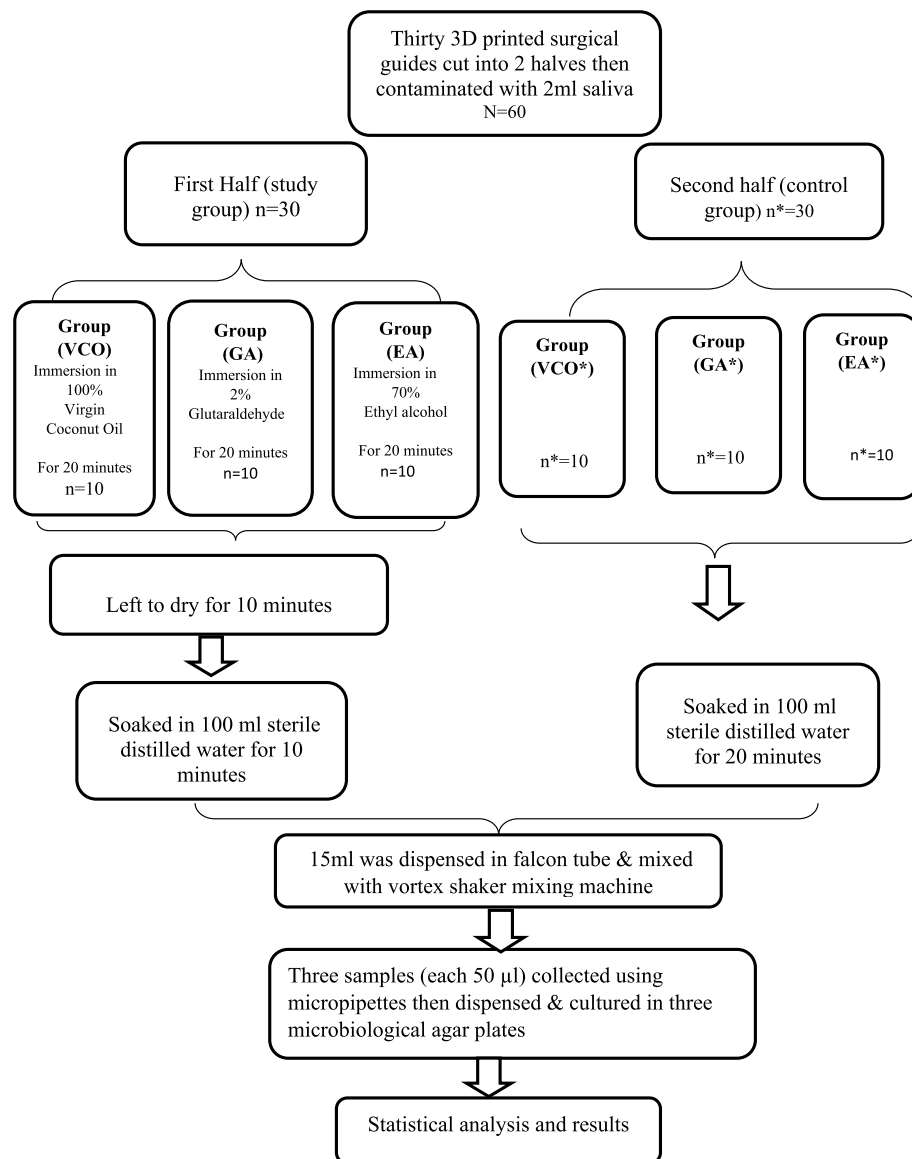 Thirty 3D printed surgical
guides cut into 2 halves then
contaminated with 2ml saliva
N=60
First Half (study
group) n=30
Second half (control
group) n*=30
Group
(VCO)
Immersion in
100%
Virgin
Coconut Oil
For 20 minutes
n=10
Group
(GA)
Immersion in
2%
Glutaraldehyde
For 20 minutes
n=10
Group
(EA)
Immersion in
70%
Ethyl alcohol
For 20 minutes
n=10
Group
(VCO*)
n*=10
Group
(GA*)
n*=10
Group
(EA*)
n*=10
Left to dry for 10 minutes
Soaked in 100 ml sterile
distilled water for 10
minutes
Soaked in 100 ml
sterile distilled water
for 20 minutes
15ml was dispensed in falcon tube & mixed
with vortex shaker mixing machine
Three samples (each 50 µl) collected using
micropipettes then dispensed & cultured in three
microbiological agar plates
Statistical analysis and results